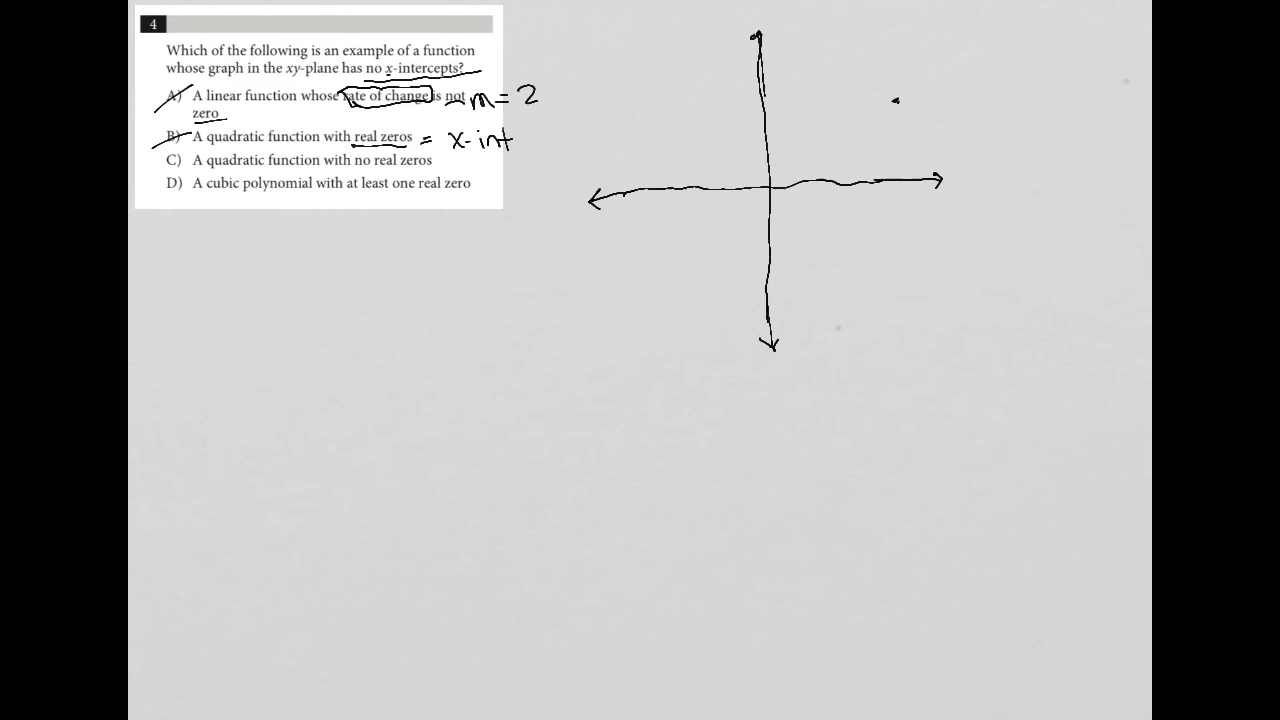 4
Which of the following is an example of a function
whose graph in the xy-plane has no x-intercepts?
A) A linear function whose rate of change is not
zero
~m = 2
B) A quadratic function with real zeros = x-int
C) A quadratic function with no real zeros
D) A cubic polynomial with at least one real zero